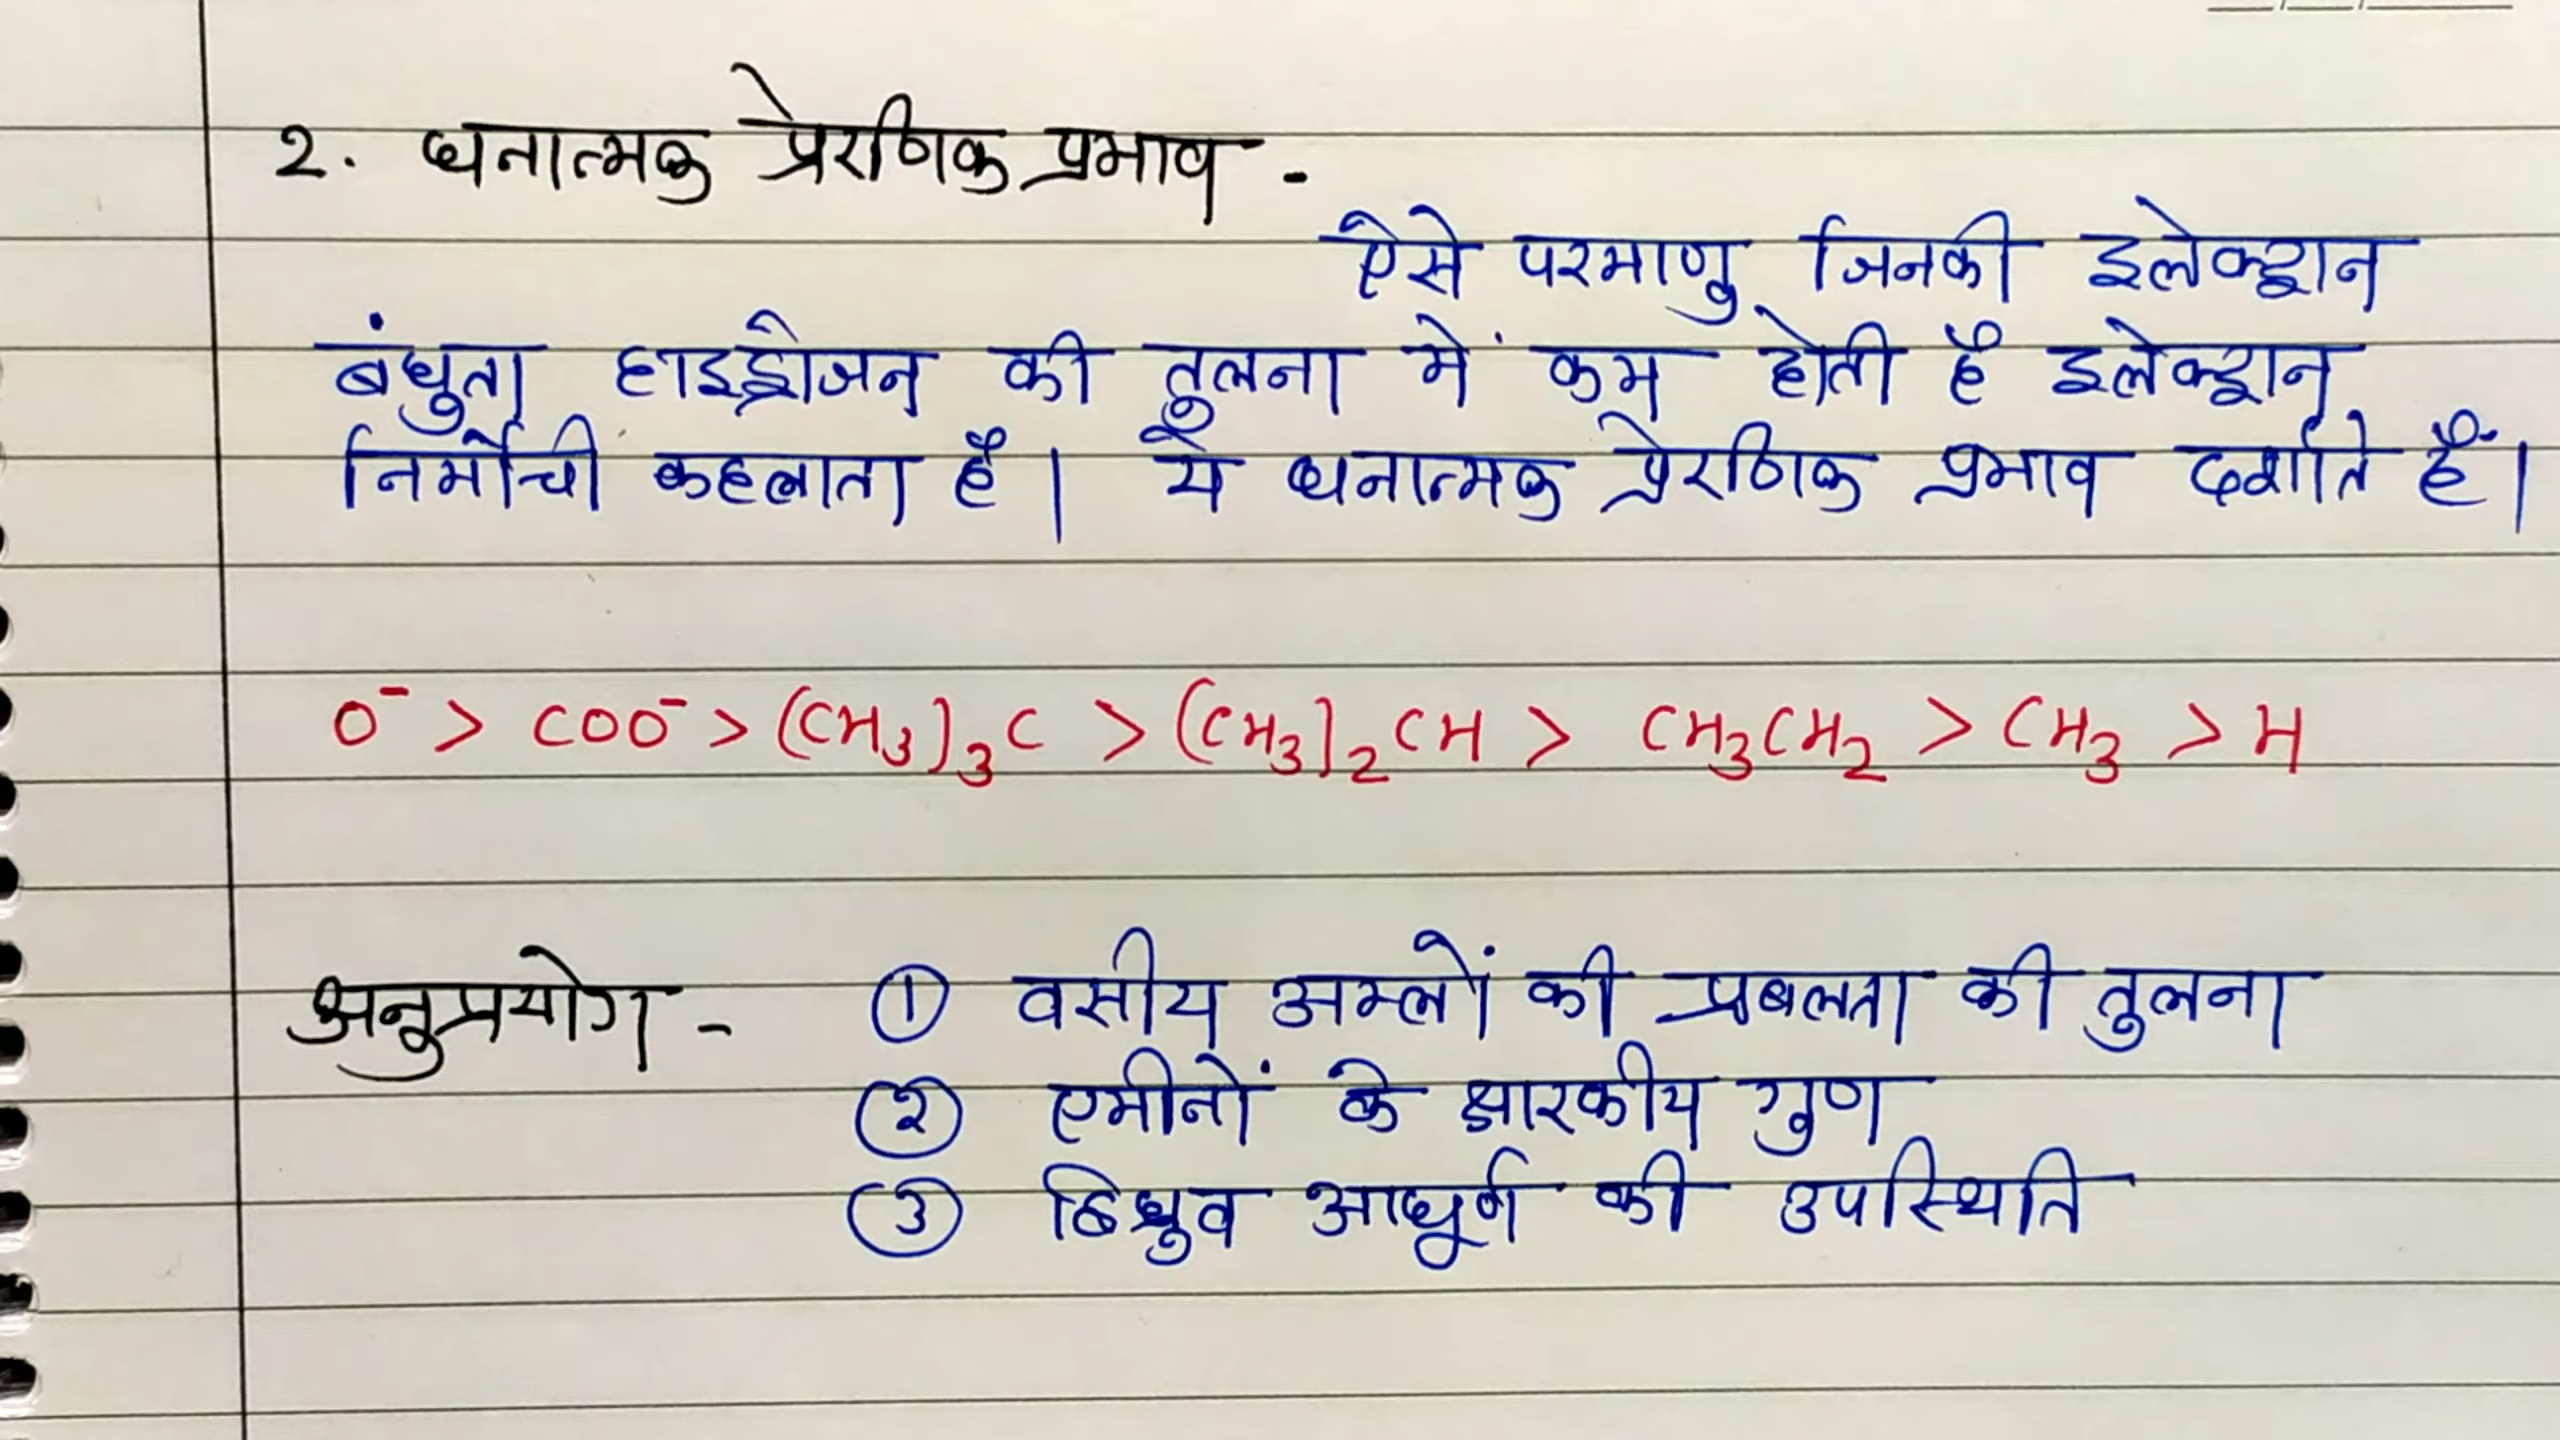 2. धनात्मक प्रेरणिक प्रभाव -
ऐसे परमाणु जिनकी इलेक्ट्रान
बंधुता हाइड्रोजन की तुलना में कम होती है इलेक्ट्रान
निर्मोची कहलाता है। ये धनात्मक प्रेरणिक प्रभाव दर्शाते हैं।
O⁻ > COO⁻ > (CH₃)₃C > (CH₃)₂CH > CH₃CH₂ > CH₃ > H
अनुप्रयोग - ① वसीय अम्लों की प्रबलता की तुलना
② एमीनों के क्षारकीय गुण
③ द्विध्रुव आघूर्ण की उपस्थिति